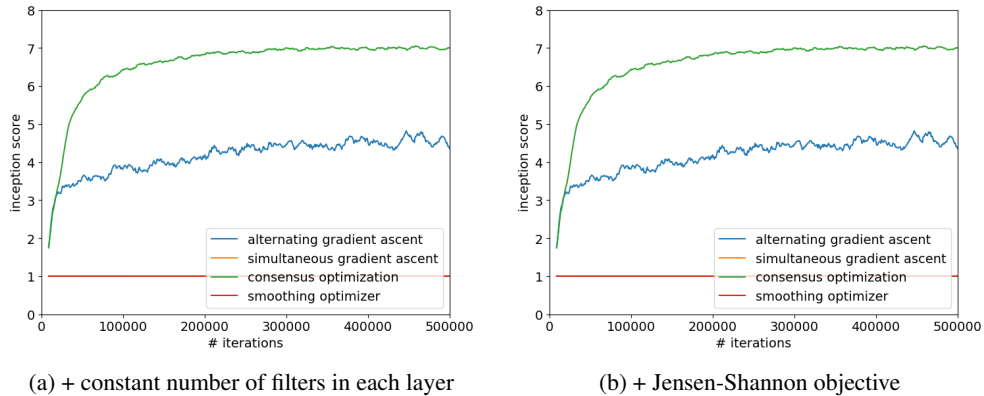 8
7
6
5
4
3
2
1
0
inception score
alternating gradient ascent
simultaneous gradient ascent
consensus optimization
smoothing optimizer
0 100000 200000 300000 400000 500000
# iterations
(a) + constant number of filters in each layer
8
7
6
5
4
3
2
1
0
inception score
alternating gradient ascent
simultaneous gradient ascent
consensus optimization
smoothing optimizer
0 100000 200000 300000 400000 500000
# iterations
(b) + Jensen-Shannon objective